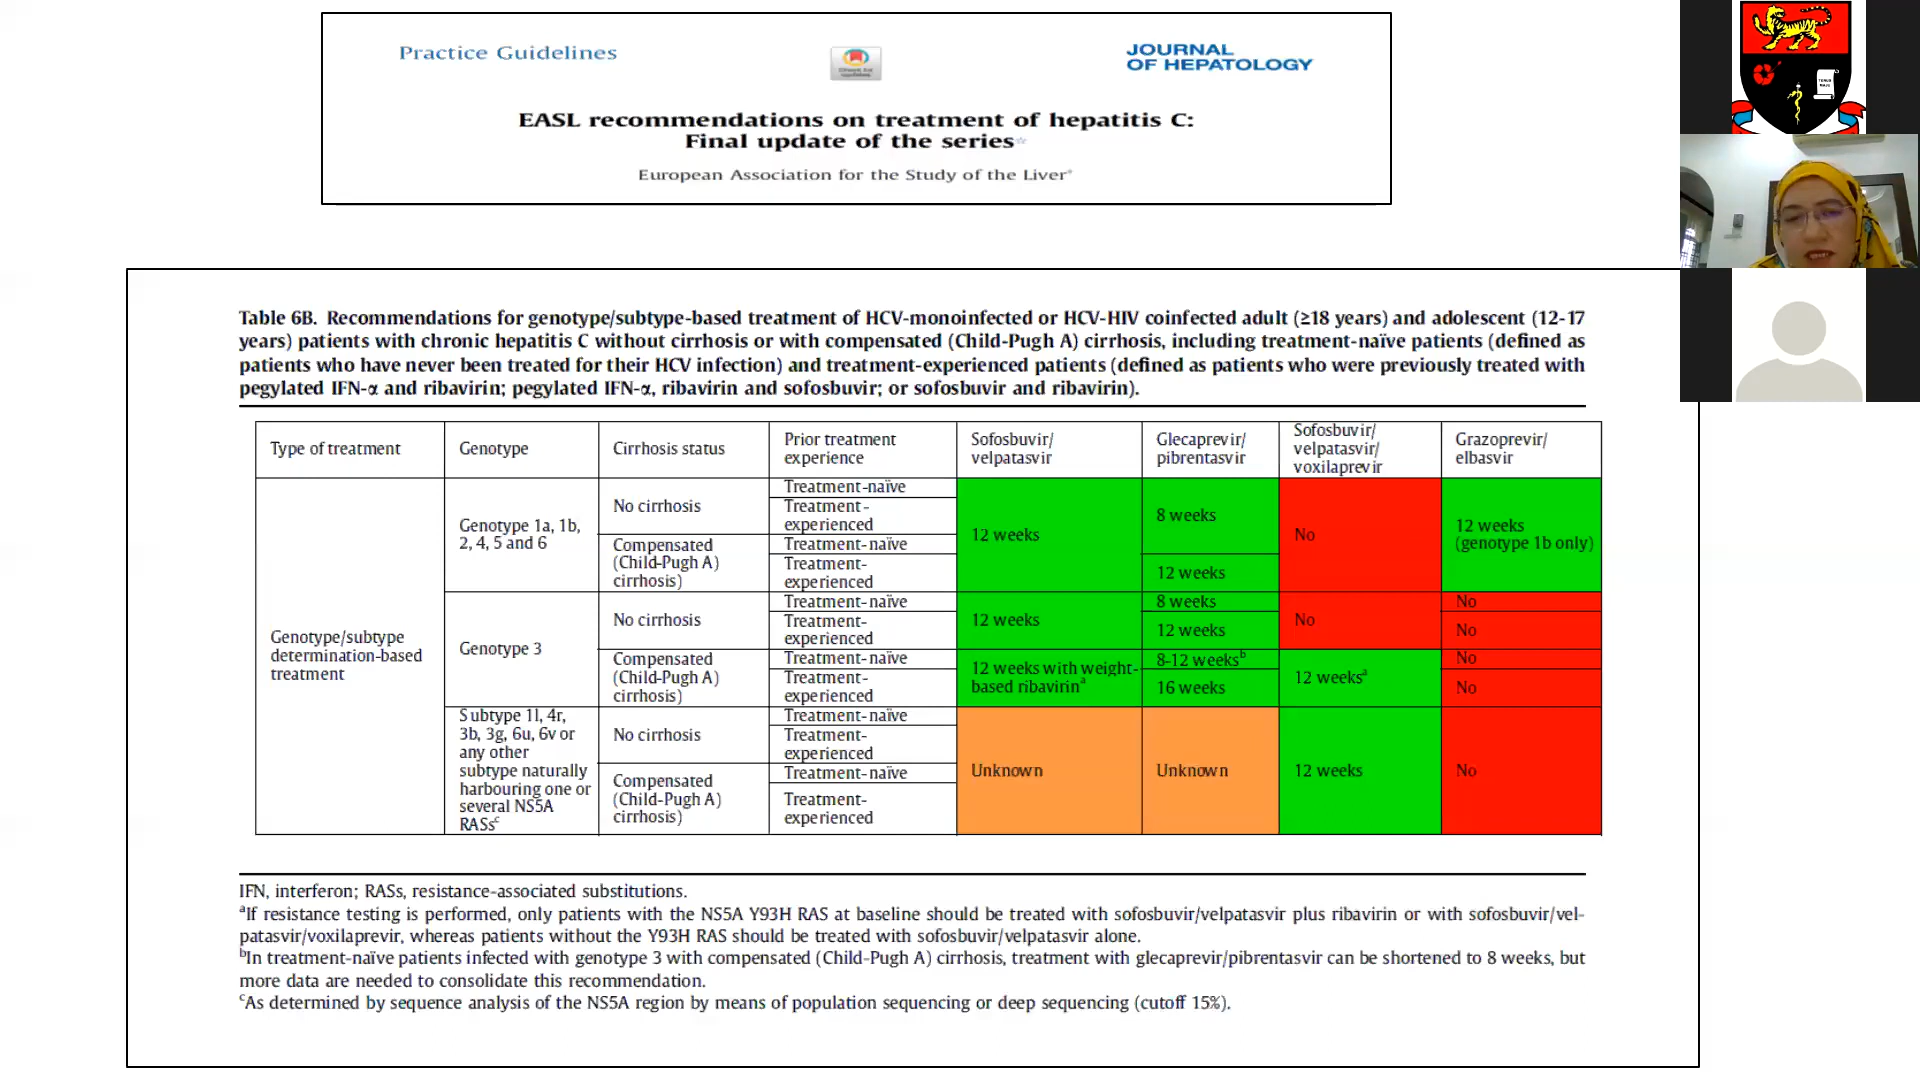 Practice Guidelines
JOURNAL
OF HEPATOLOGY
Check for
updates
EASL recommendations on treatment of hepatitis C:
Final update of the series☆
European Association for the Study of the Liver*
Table 6B. Recommendations for genotype/subtype-based treatment of HCV-monoinfected or HCV-HIV coinfected adult (≥18 years) and adolescent (12-17
years) patients with chronic hepatitis C without cirrhosis or with compensated (Child-Pugh A) cirrhosis, including treatment-naïve patients (defined as
patients who have never been treated for their HCV infection) and treatment-experienced patients (defined as patients who were previously treated with
pegylated IFN-α and ribavirin; pegylated IFN-α, ribavirin and sofosbuvir; or sofosbuvir and ribavirin).
Type of treatment
Genotype
Cirrhosis status
Prior treatment
experience
Sofosbuvir/
velpatasvir
Glecaprevir/
pibrentasvir
Sofosbuvir/
velpatasvir/
voxilaprevir
Grazoprevir/
elbasvir
Genotype/subtype
determination-based
treatment
Genotype 1a, 1b,
2, 4, 5 and 6
No cirrhosis
Treatment-naïve
Treatment-
experienced
Compensated
(Child-Pugh A)
cirrhosis)
Treatment-naïve
Treatment-
experienced
12 weeks
8 weeks
12 weeks
No
12 weeks
(genotype 1b only)
Genotype 3
No cirrhosis
Treatment-naïve
Treatment-
experienced
12 weeks
8 weeks
12 weeks
No
No
No
Compensated
(Child-Pugh A)
cirrhosis)
Treatment-naïve
Treatment-
experienced
12 weeks with weight-
based ribavirin^a
8-12 weeks^b
16 weeks
12 weeks^a
No
No
Subtype 1l, 4r,
3b, 3g, 6u, 6v or
any other
subtype naturally
harbouring one or
several NS5A
RASs^c
No cirrhosis
Treatment-naïve
Treatment-
experienced
Compensated
(Child-Pugh A)
cirrhosis)
Treatment-naïve
Treatment-
experienced
Unknown
Unknown
12 weeks
No
IFN, interferon; RASs, resistance-associated substitutions.
^aIf resistance testing is performed, only patients with the NS5A Y93H RAS at baseline should be treated with sofosbuvir/velpatasvir plus ribavirin or with sofosbuvir/vel-
patasvir/voxilaprevir, whereas patients without the Y93H RAS should be treated with sofosbuvir/velpatasvir alone.
^bIn treatment-naïve patients infected with genotype 3 with compensated (Child-Pugh A) cirrhosis, treatment with glecaprevir/pibrentasvir can be shortened to 8 weeks, but
more data are needed to consolidate this recommendation.
^cAs determined by sequence analysis of the NS5A region by means of population sequencing or deep sequencing (cutoff 15%).